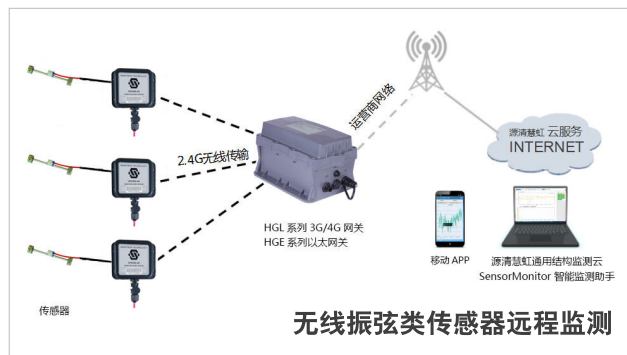 运营商网络
源清慧虹 云服务
INTERNET
2.4G无线传输
HGL 系列 3G/4G 网关
HGE 系列以太网关
移动 APP
源清慧虹通用结构监测云
SensorMonitor 智能监测助手
传感器
无线振弦类传感器远程监测